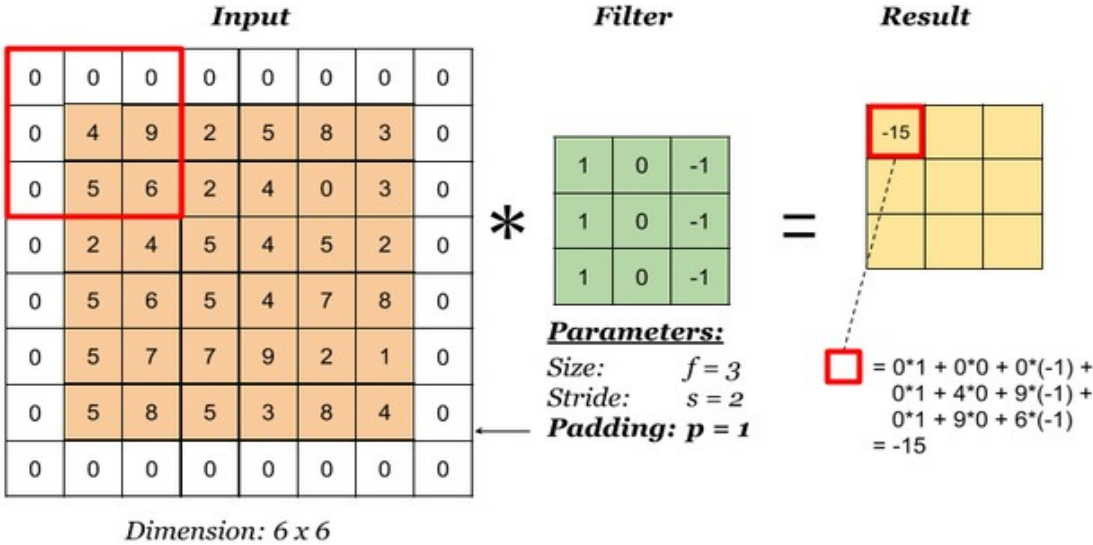 Input Filter Result
0 0 0 0 0 0 0 0
0 4 9 2 5 8 3 0
0 5 6 2 4 0 3 0
0 2 4 5 4 5 2 0
0 5 6 5 4 7 8 0
0 5 7 7 9 2 1 0
0 5 8 5 3 8 4 0
0 0 0 0 0 0 0 0
Dimension: 6 x 6
*
1 0 -1
1 0 -1
1 0 -1
Parameters:
Size: f = 3
Stride: s = 2
Padding: p = 1
=
-15
= 0*1 + 0*0 + 0*(-1) +
0*1 + 4*0 + 9*(-1) +
0*1 + 9*0 + 6*(-1)
= -15